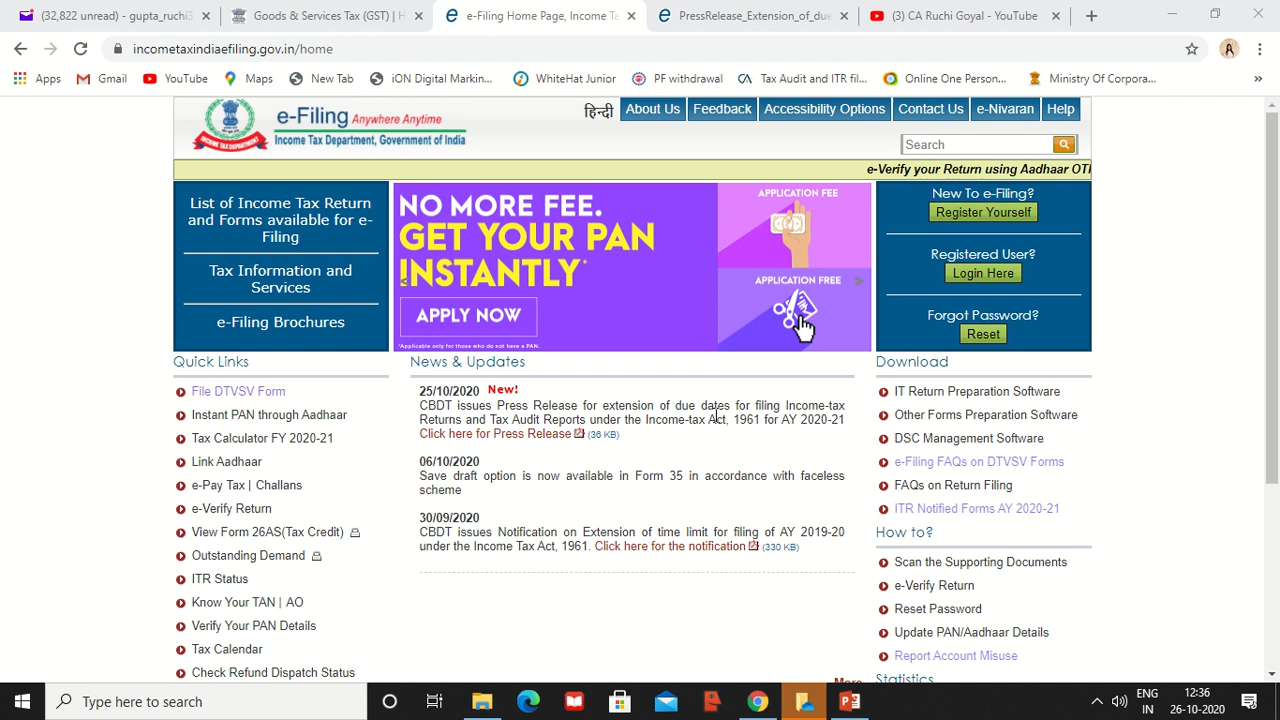 (32,822 unread) - gupta_ruchi3
Goods & Services Tax (GST) | H
e-Filing Home Page, Income Ta
PressRelease_Extension_of_due
(3) CA Ruchi Goyal - YouTube
incometaxindiaefiling.gov.in/home
Apps
Gmail
YouTube
Maps
New Tab
iON Digital Markin...
WhiteHat Junior
PF withdrawal
Tax Audit and ITR fil...
Online One Person...
Ministry Of Corpora...
e-Filing Anywhere Anytime
Income Tax Department, Government of India
हिन्दी
About Us
Feedback
Accessibility Options
Contact Us
e-Nivaran
Help
Search
e-Verify your Return using Aadhaar OTP
List of Income Tax Return
and Forms available for e-
Filing
Tax Information and
Services
e-Filing Brochures
NO MORE FEE.
GET YOUR PAN
INSTANTLY*
APPLY NOW
*Applicable only for those who do not have a PAN.
APPLICATION FEE
APPLICATION FREE
New To e-Filing?
Register Yourself
Registered User?
Login Here
Forgot Password?
Reset
Quick Links
File DTVSV Form
Instant PAN through Aadhaar
Tax Calculator FY 2020-21
Link Aadhaar
e-Pay Tax | Challans
e-Verify Return
View Form 26AS(Tax Credit)
Outstanding Demand
ITR Status
Know Your TAN | AO
Verify Your PAN Details
Tax Calendar
Check Refund Dispatch Status
News & Updates
25/10/2020 New!
CBDT issues Press Release for extension of due dates for filing Income-tax
Returns and Tax Audit Reports under the Income-tax Act, 1961 for AY 2020-21
Click here for Press Release (36 KB)
06/10/2020
Save draft option is now available in Form 35 in accordance with faceless
scheme
30/09/2020
CBDT issues Notification on Extension of time limit for filing of AY 2019-20
under the Income Tax Act, 1961. Click here for the notification (330 KB)
More
Download
IT Return Preparation Software
Other Forms Preparation Software
DSC Management Software
e-Filing FAQs on DTVSV Forms
FAQs on Return Filing
ITR Notified Forms AY 2020-21
How to?
Scan the Supporting Documents
e-Verify Return
Reset Password
Update PAN/Aadhaar Details
Report Account Misuse
Statistics
Type here to search
ENG
IN
12:36
26-10-2020